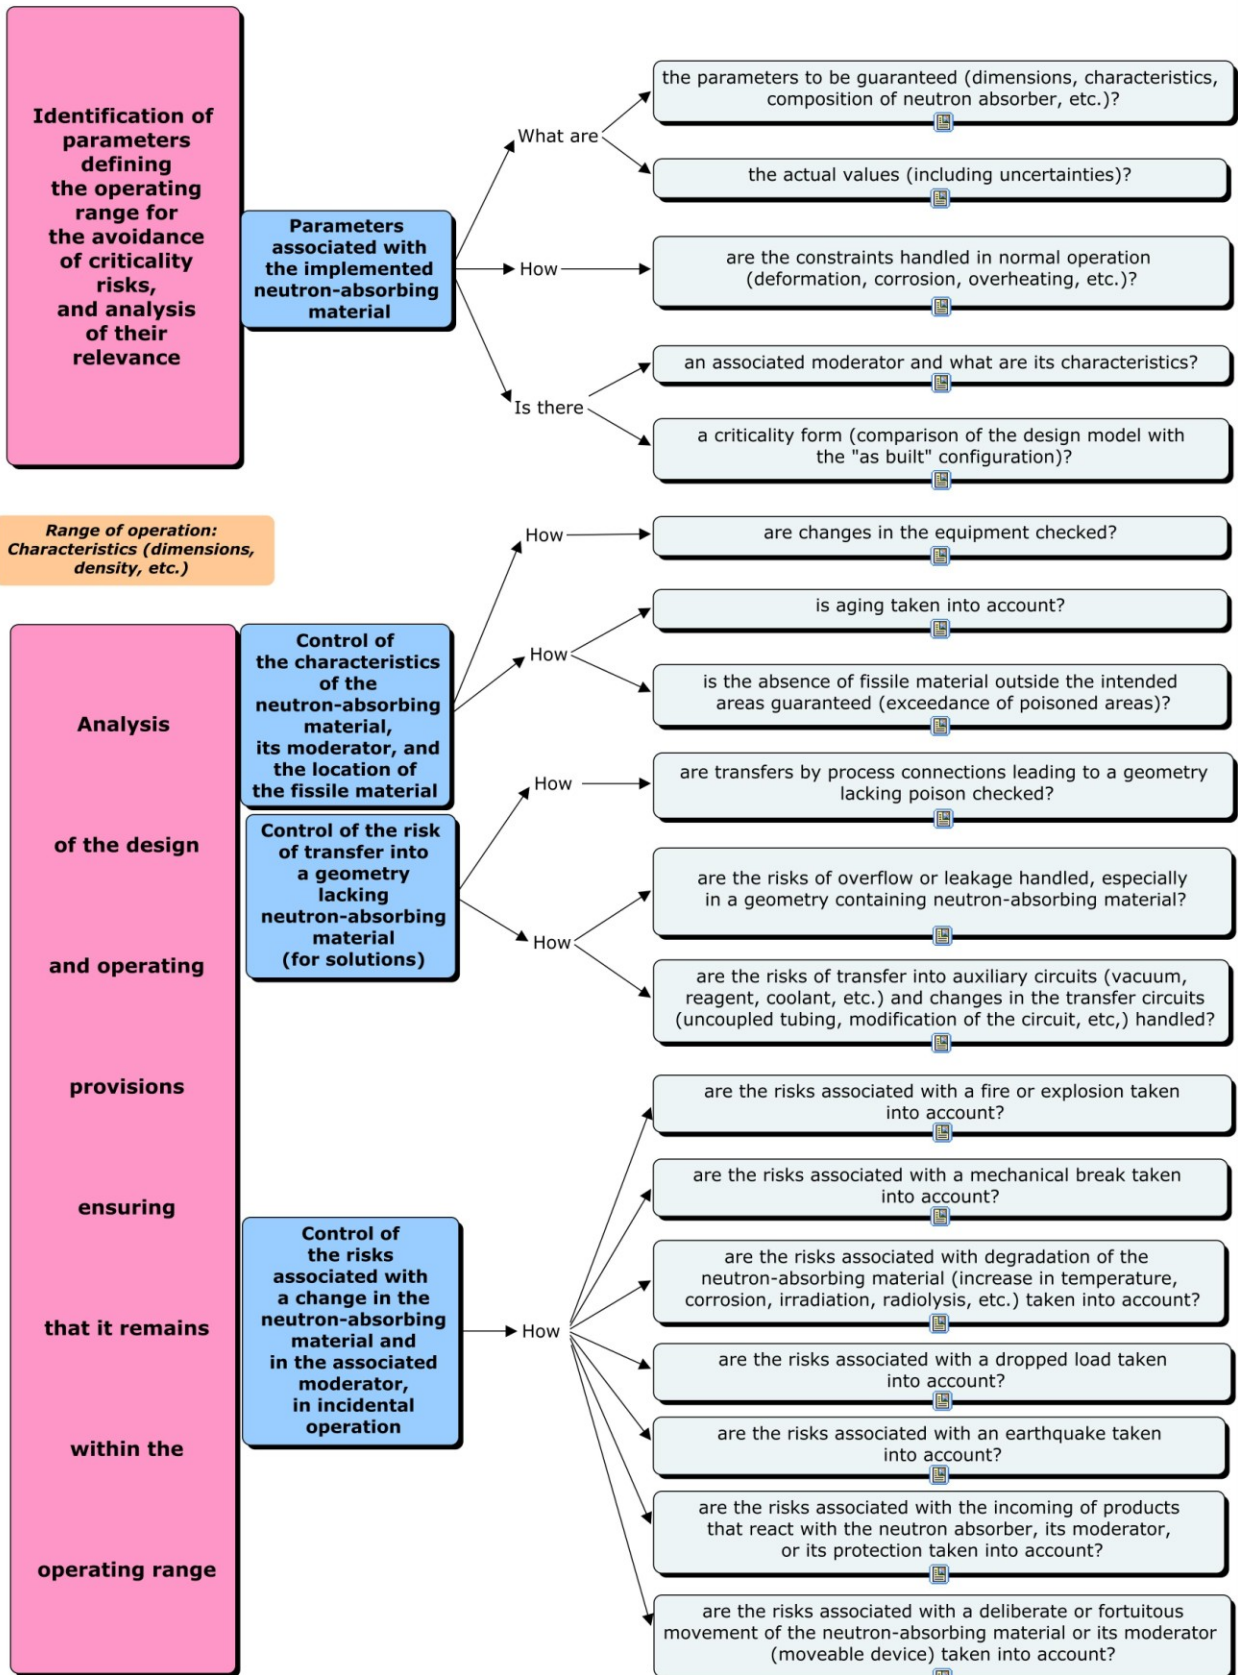 Identification of
parameters
defining
the operating
range for
the avoidance
of criticality
risks,
and analysis
of their
relevance
Parameters
associated with
the implemented
neutron-absorbing
material
What are
the parameters to be guaranteed (dimensions, characteristics,
composition of neutron absorber, etc.)?
the actual values (including uncertainties)?
How
are the constraints handled in normal operation
(deformation, corrosion, overheating, etc.)?
Is there
an associated moderator and what are its characteristics?
a criticality form (comparison of the design model with
the "as built" configuration)?
Range of operation:
Characteristics (dimensions,
density, etc.)
Analysis
of the design
and operating
provisions
ensuring
that it remains
within the
operating range
Control of
the characteristics
of the
neutron-absorbing
material,
its moderator, and
the location of
the fissile material
How
are changes in the equipment checked?
How
is aging taken into account?
is the absence of fissile material outside the intended
areas guaranteed (exceedance of poisoned areas)?
Control of the risk
of transfer into
a geometry
lacking
neutron-absorbing
material
(for solutions)
How
are transfers by process connections leading to a geometry
lacking poison checked?
How
are the risks of overflow or leakage handled, especially
in a geometry containing neutron-absorbing material?
are the risks of transfer into auxiliary circuits (vacuum,
reagent, coolant, etc.) and changes in the transfer circuits
(uncoupled tubing, modification of the circuit, etc,) handled?
Control of
the risks
associated with
a change in the
neutron-absorbing
material and
in the associated
moderator,
in incidental
operation
How
are the risks associated with a fire or explosion taken
into account?
are the risks associated with a mechanical break taken
into account?
are the risks associated with degradation of the
neutron-absorbing material (increase in temperature,
corrosion, irradiation, radiolysis, etc.) taken into account?
are the risks associated with a dropped load taken
into account?
are the risks associated with an earthquake taken
into account?
are the risks associated with the incoming of products
that react with the neutron absorber, its moderator,
or its protection taken into account?
are the risks associated with a deliberate or fortuitous
movement of the neutron-absorbing material or its moderator
(moveable device) taken into account?